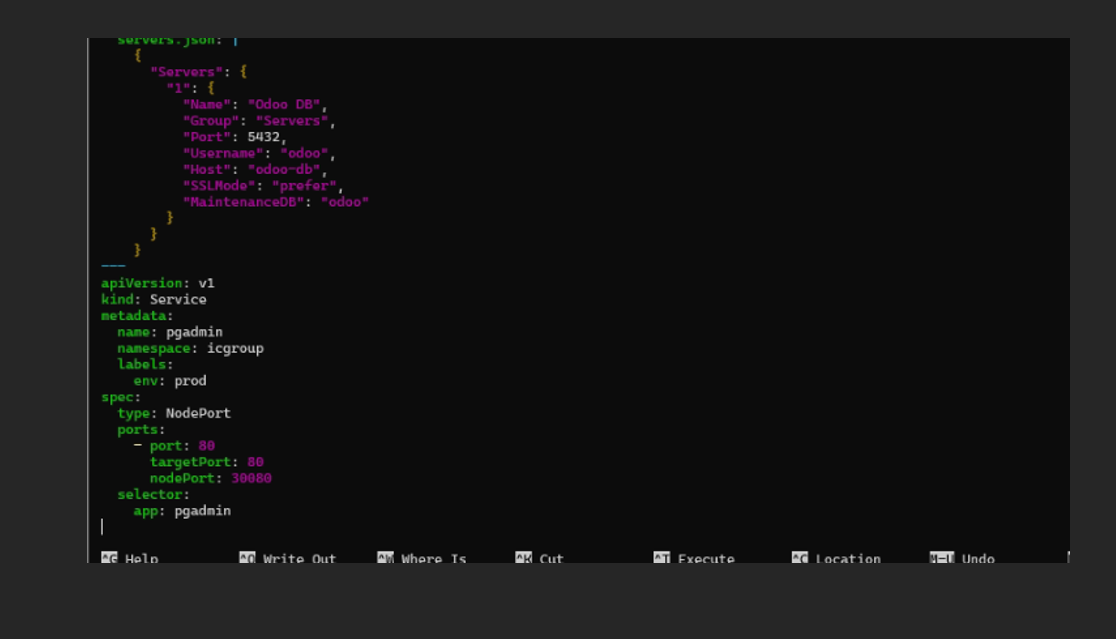 servers.json: |
{
"Servers": {
"1": {
"Name": "Odoo DB",
"Group": "Servers",
"Port": 5432,
"Username": "odoo",
"Host": "odoo-db",
"SSLMode": "prefer",
"MaintenanceDB": "odoo"
}
}
}
---
apiVersion: v1
kind: Service
metadata:
name: pgadmin
namespace: icgroup
labels:
env: prod
spec:
type: NodePort
ports:
- port: 80
targetPort: 80
nodePort: 30080
selector:
app: pgadmin
^G Help ^O Write Out ^W Where Is ^K Cut ^T Execute ^C Location M-U Undo